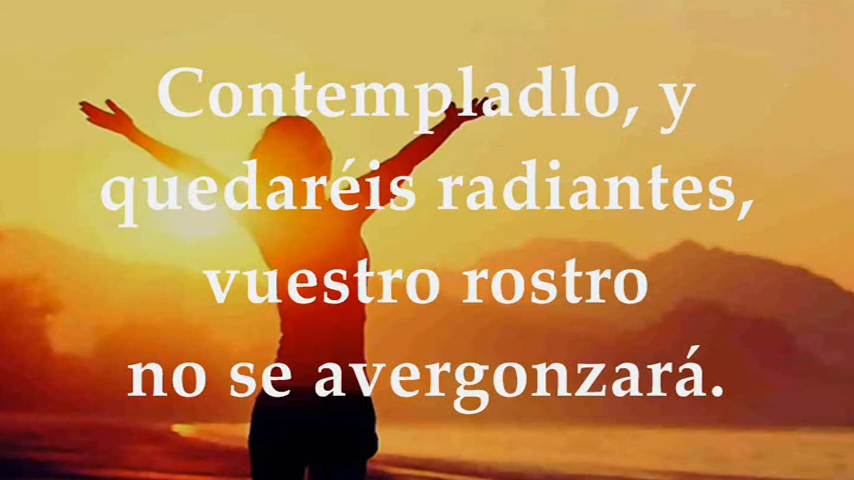 Contempladlo, y
quedaréis radiantes,
vuestro rostro
no se avergonzará.